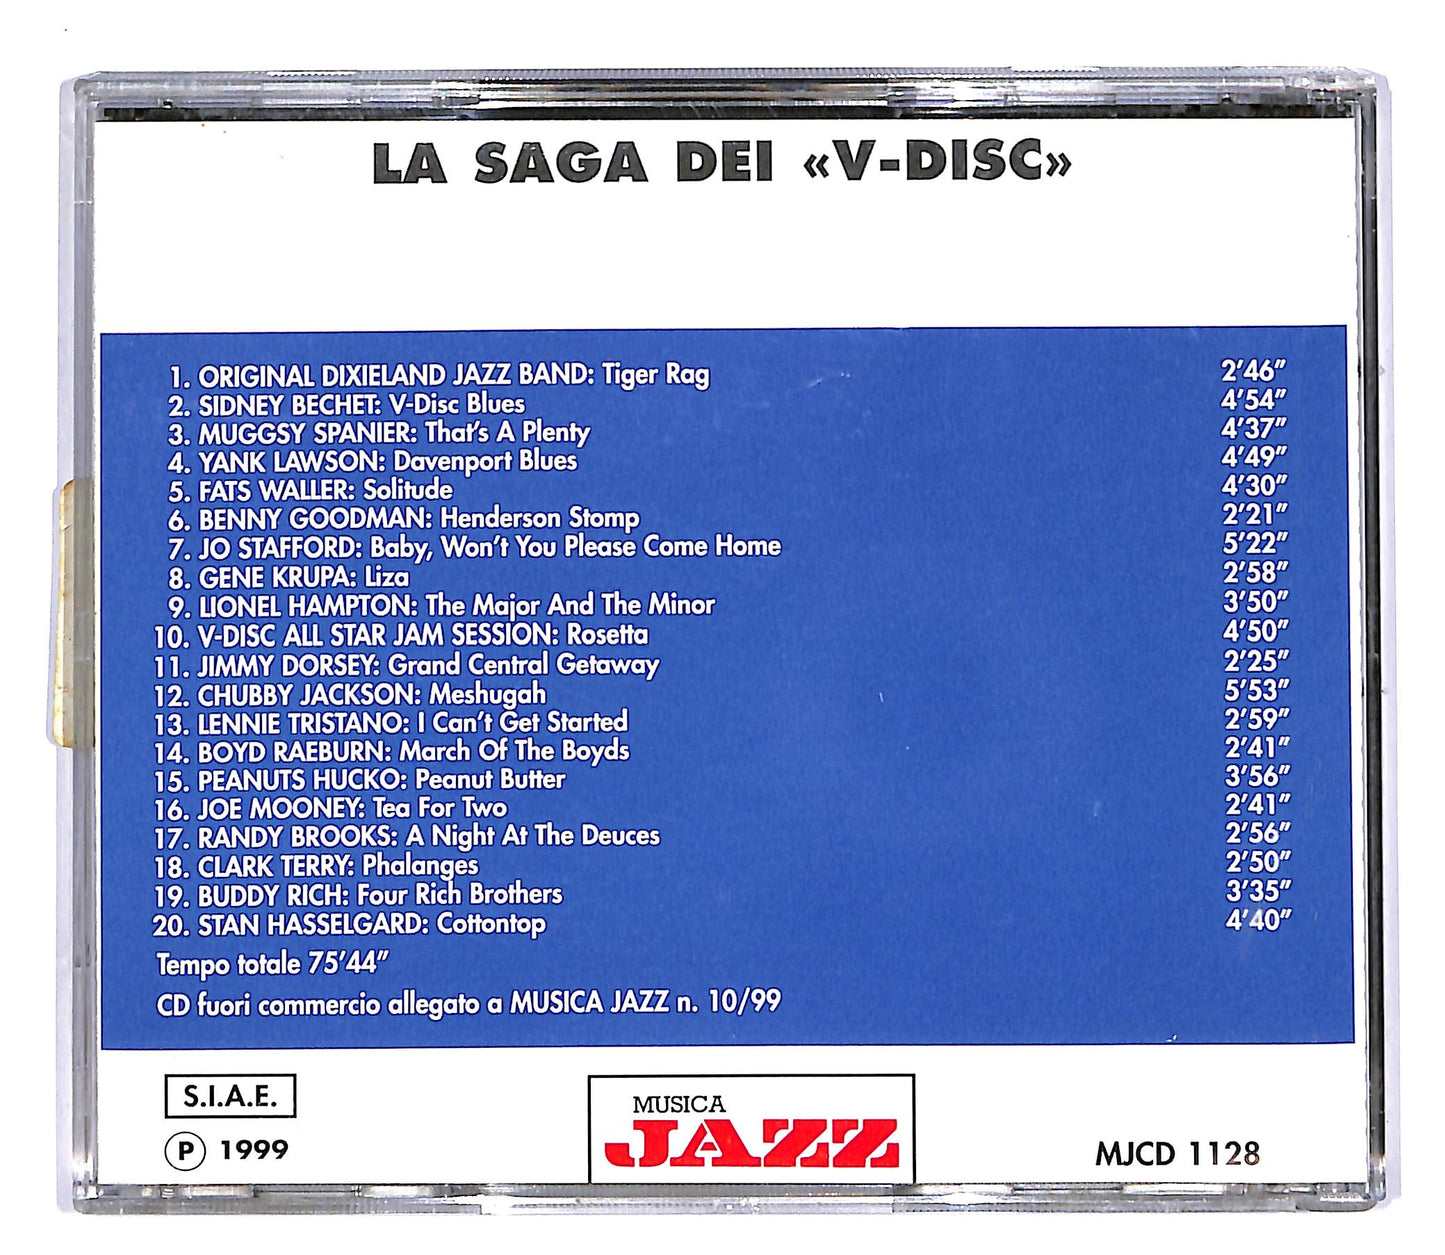 LA SAGA DEI «V-DISC»
1. ORIGINAL DIXIELAND JAZZ BAND: Tiger Rag 2'46"
2. SIDNEY BECHET: V-Disc Blues 4'54"
3. MUGGSY SPANIER: That's A Plenty 4'37"
4. YANK LAWSON: Davenport Blues 4'49"
5. FATS WALLER: Solitude 4'30"
6. BENNY GOODMAN: Henderson Stomp 2'21"
7. JO STAFFORD: Baby, Won't You Please Come Home 5'22"
8. GENE KRUPA: Liza 2'58"
9. LIONEL HAMPTON: The Major And The Minor 3'50"
10. V-DISC ALL STAR JAM SESSION: Rosetta 4'50"
11. JIMMY DORSEY: Grand Central Getaway 2'25"
12. CHUBBY JACKSON: Meshugah 5'53"
13. LENNIE TRISTANO: I Can't Get Started 2'59"
14. BOYD RAEBURN: March Of The Boyds 2'41"
15. PEANUTS HUCKO: Peanut Butter 3'56"
16. JOE MOONEY: Tea For Two 2'41"
17. RANDY BROOKS: A Night At The Deuces 2'56"
18. CLARK TERRY: Phalanges 2'50"
19. BUDDY RICH: Four Rich Brothers 3'35"
20. STAN HASSELGARD: Cottontop 4'40"
Tempo totale 75'44"
CD fuori commercio allegato a MUSICA JAZZ n. 10/99
S.I.A.E.
Ⓟ 1999
MUSICA
JAZZ
MJCD 1128